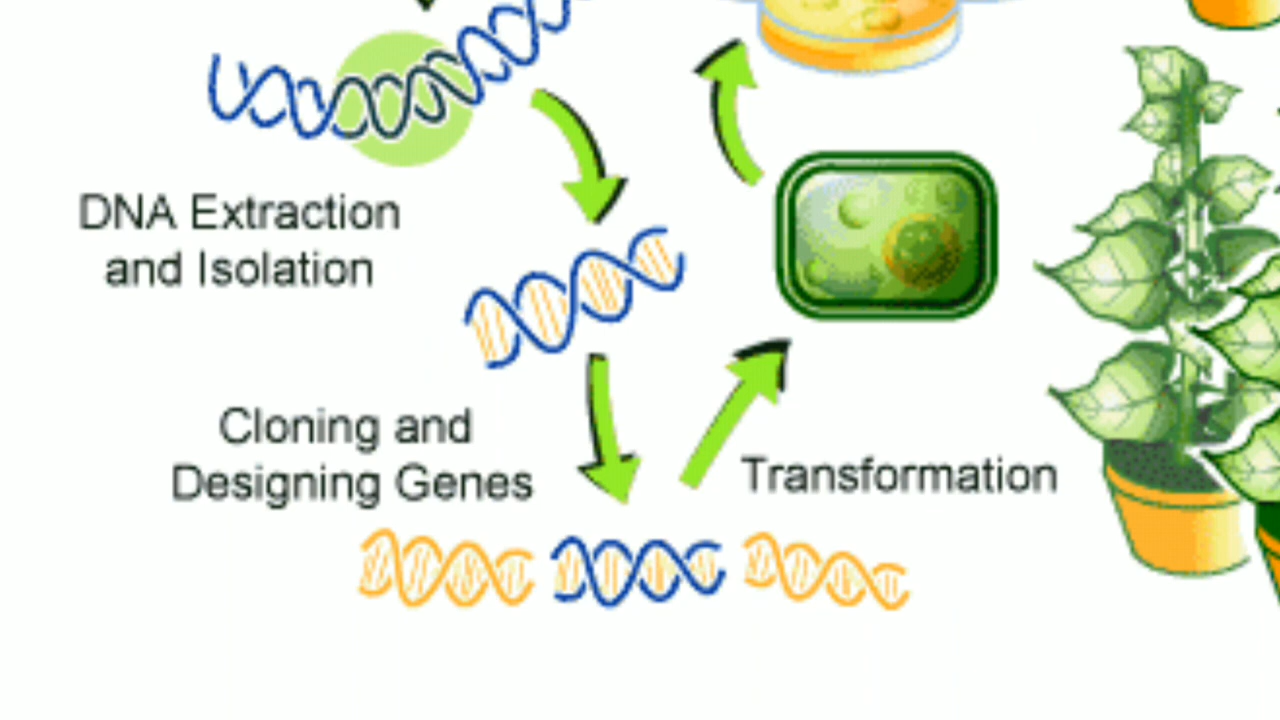 DNA Extraction
and Isolation
Cloning and
Designing Genes
Transformation